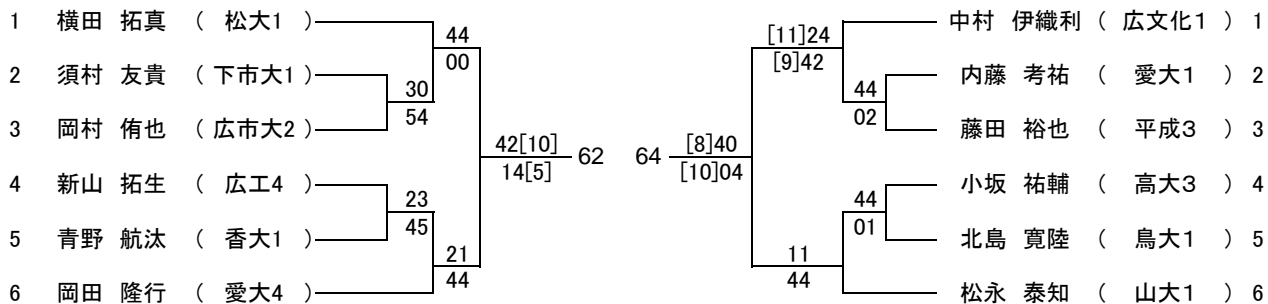 1 横田 拓真 ( 松大1 )
44
00
2 須村 友貴 ( 下市大1 )
30
54
3 岡村 侑也 ( 広市大2 )
42[10]
14[5]
62
4 新山 拓生 ( 広工4 )
23
45
5 青野 航汰 ( 香大1 )
21
44
6 岡田 隆行 ( 愛大4 )
中村 伊織利 ( 広文化1 ) 1
[11]24
[9]42
内藤 考祐 ( 愛大1 ) 2
44
02
藤田 裕也 ( 平成3 ) 3
64
[8]40
[10]04
小坂 祐輔 ( 高大3 ) 4
44
01
北島 寛陸 ( 鳥大1 ) 5
11
44
松永 泰知 ( 山大1 ) 6